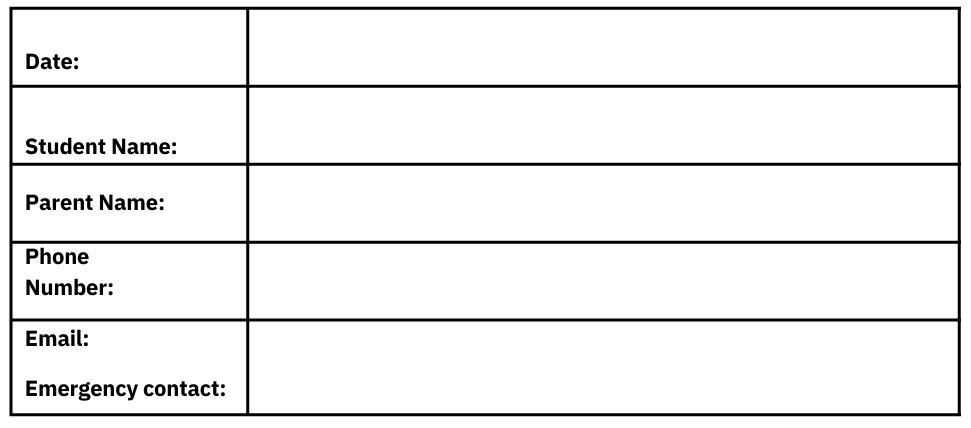 Date:
Student Name:
Parent Name:
Phone
Number:
Email:
Emergency contact: